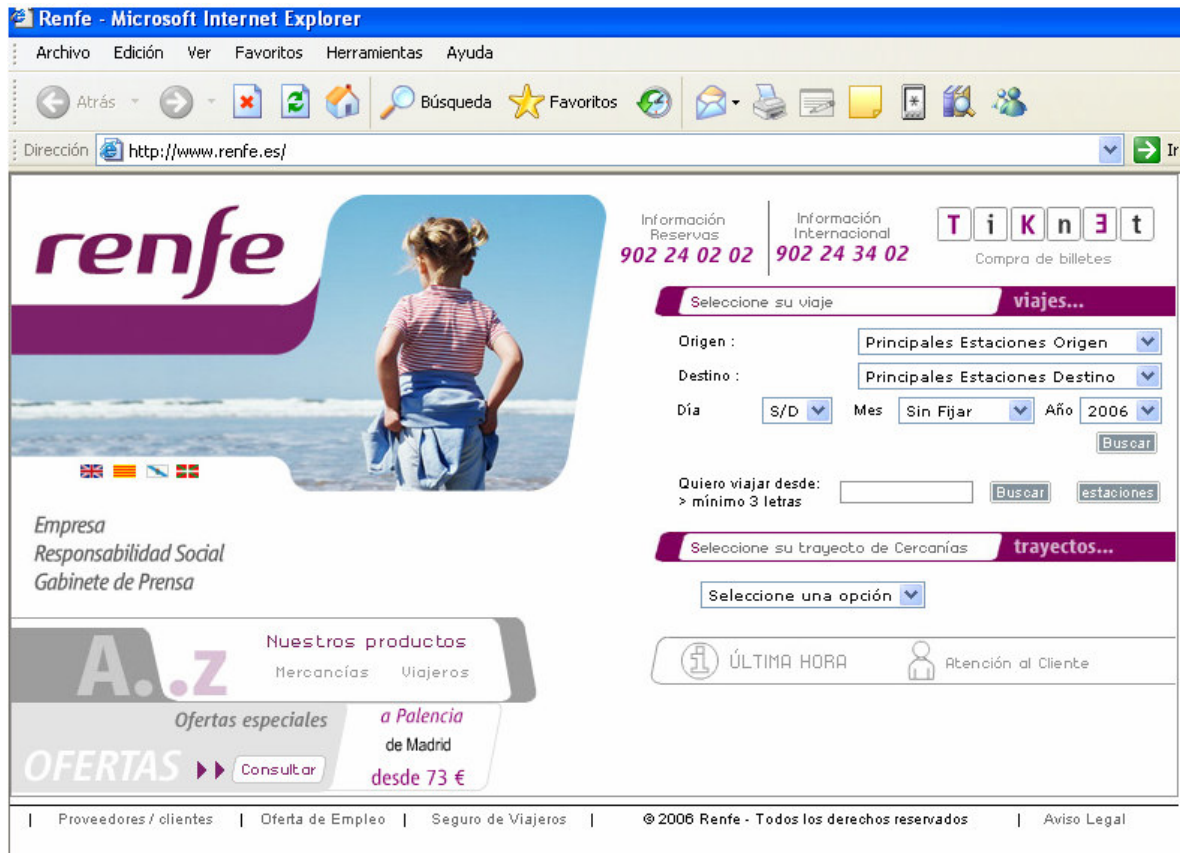 Renfe - Microsoft Internet Explorer
Archivo Edición Ver Favoritos Herramientas Ayuda
Atrás Búsqueda Favoritos
Dirección http://www.renfe.es/ Ir
renfe
Información Reservas
902 24 02 02
Información Internacional
902 24 34 02
TiKnƎt
Compra de billetes
Seleccione su viaje viajes...
Origen : Principales Estaciones Origen
Destino : Principales Estaciones Destino
Día S/D Mes Sin Fijar Año 2006
Buscar
Quiero viajar desde:
> mínimo 3 letras Buscar estaciones
Empresa
Responsabilidad Social
Gabinete de Prensa
Seleccione su trayecto de Cercanías trayectos...
Seleccione una opción
A..z
Nuestros productos
Mercancías Viajeros
ÚLTIMA HORA Atención al Cliente
Ofertas especiales
OFERTAS Consultar
a Palencia
de Madrid
desde 73 €
| Proveedores / clientes | Oferta de Empleo | Seguro de Viajeros | © 2006 Renfe - Todos los derechos reservados | Aviso Legal